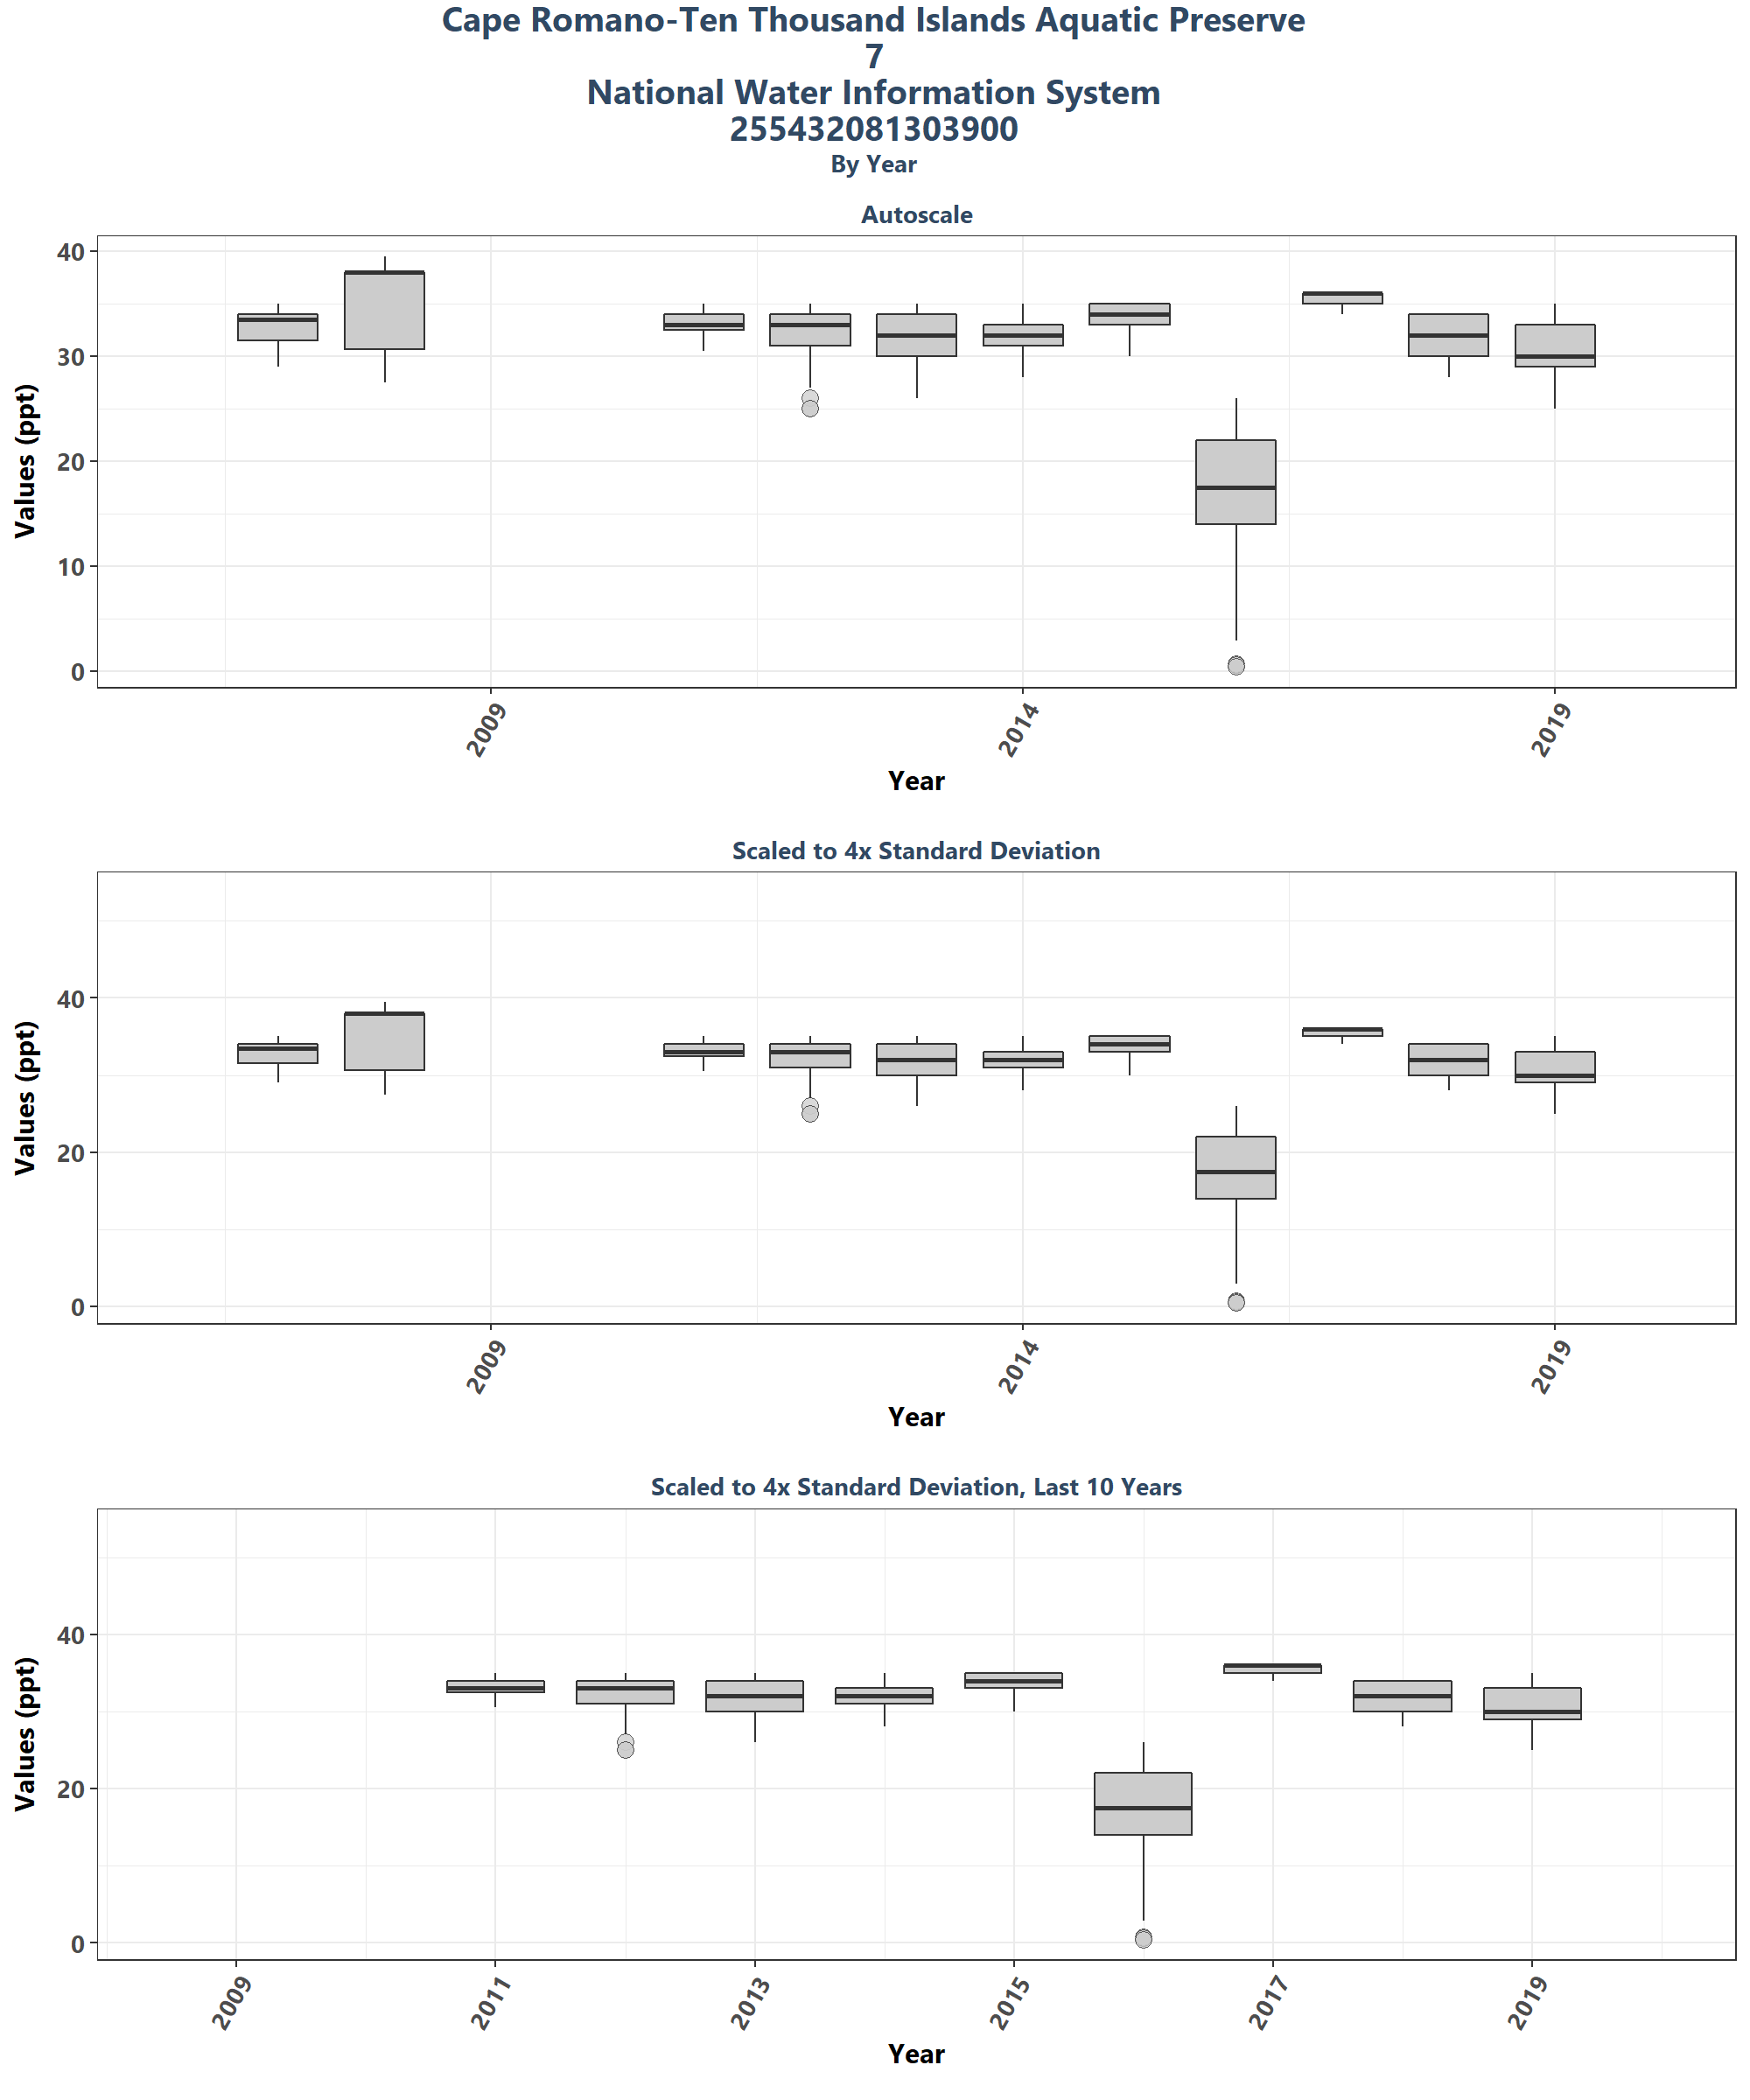 Cape Romano-Ten Thousand Islands Aquatic Preserve
7
National Water Information System
255432081303900
By Year
Autoscale
Values (ppt)
40
30
20
10
0
2009
2014
2019
Year
Scaled to 4x Standard Deviation
Values (ppt)
40
20
0
2009
2014
2019
Year
Scaled to 4x Standard Deviation, Last 10 Years
Values (ppt)
40
20
0
2009
2011
2013
2015
2017
2019
Year